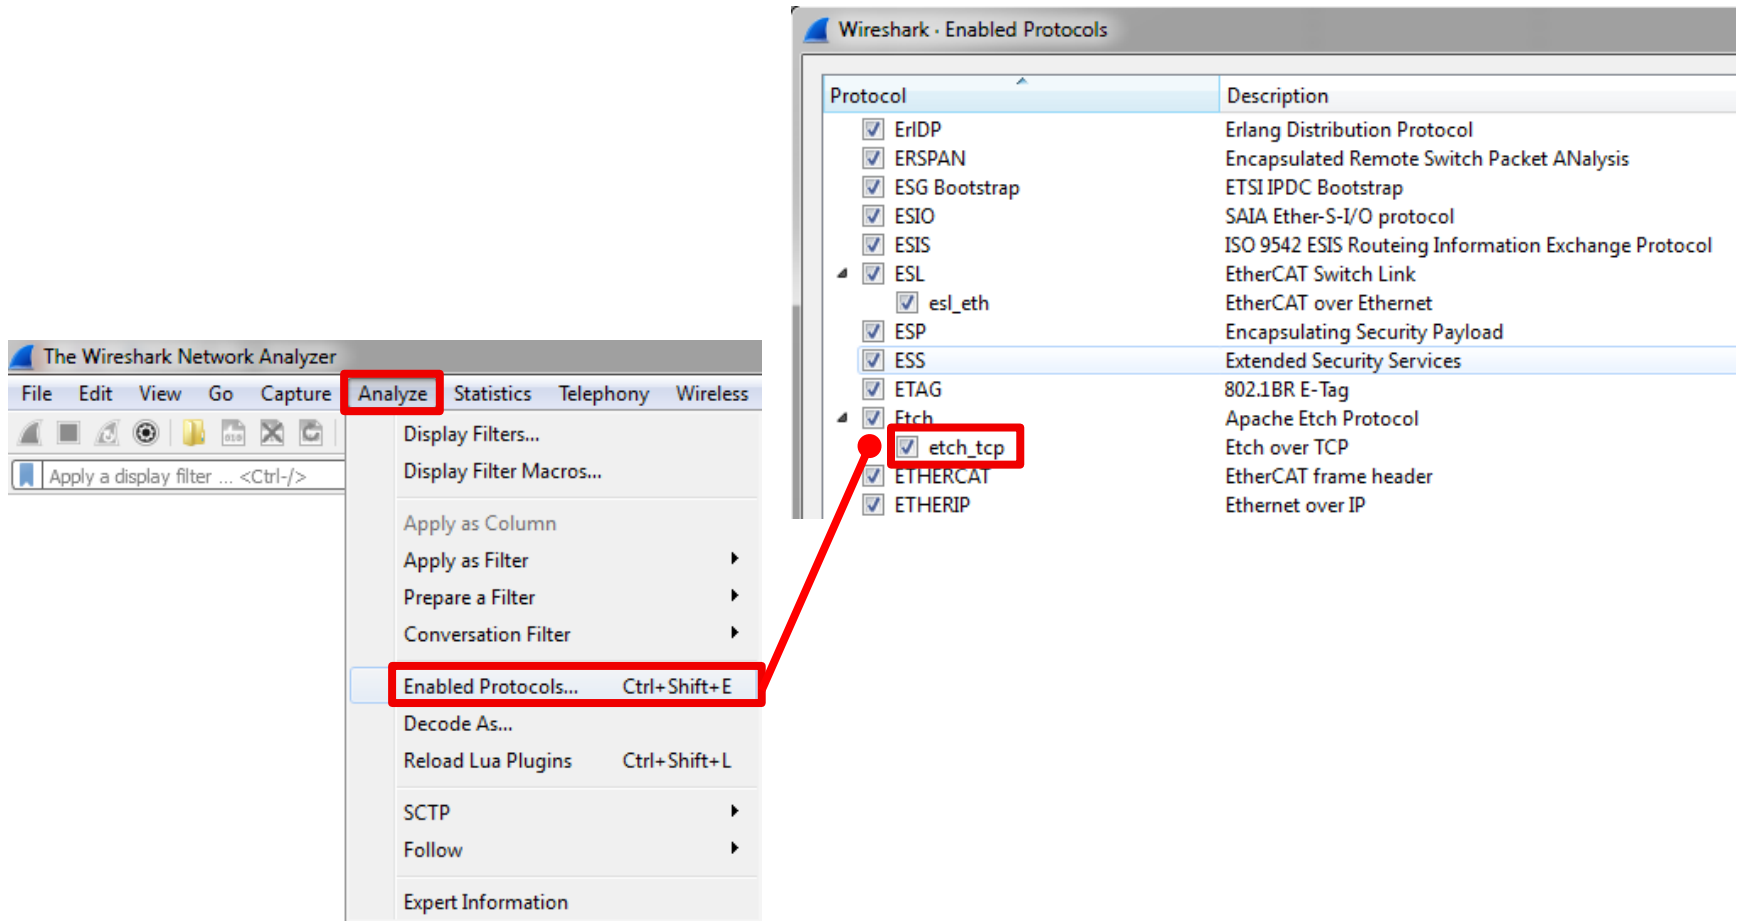 Wireshark · Enabled Protocols
Protocol Description
ErlDP Erlang Distribution Protocol
ERSPAN Encapsulated Remote Switch Packet ANalysis
ESG Bootstrap ETSI IPDC Bootstrap
ESIO SAIA Ether-S-I/O protocol
ESIS ISO 9542 ESIS Routeing Information Exchange Protocol
ESL EtherCAT Switch Link
esl_eth EtherCAT over Ethernet
ESP Encapsulating Security Payload
ESS Extended Security Services
ETAG 802.1BR E-Tag
Etch Apache Etch Protocol
etch_tcp Etch over TCP
ETHERCAT EtherCAT frame header
ETHERIP Ethernet over IP
The Wireshark Network Analyzer
File Edit View Go Capture Analyze Statistics Telephony Wireless
Apply a display filter ... <Ctrl-/>
Display Filters...
Display Filter Macros...
Apply as Column
Apply as Filter
Prepare a Filter
Conversation Filter
Enabled Protocols... Ctrl+Shift+E
Decode As...
Reload Lua Plugins Ctrl+Shift+L
SCTP
Follow
Expert Information